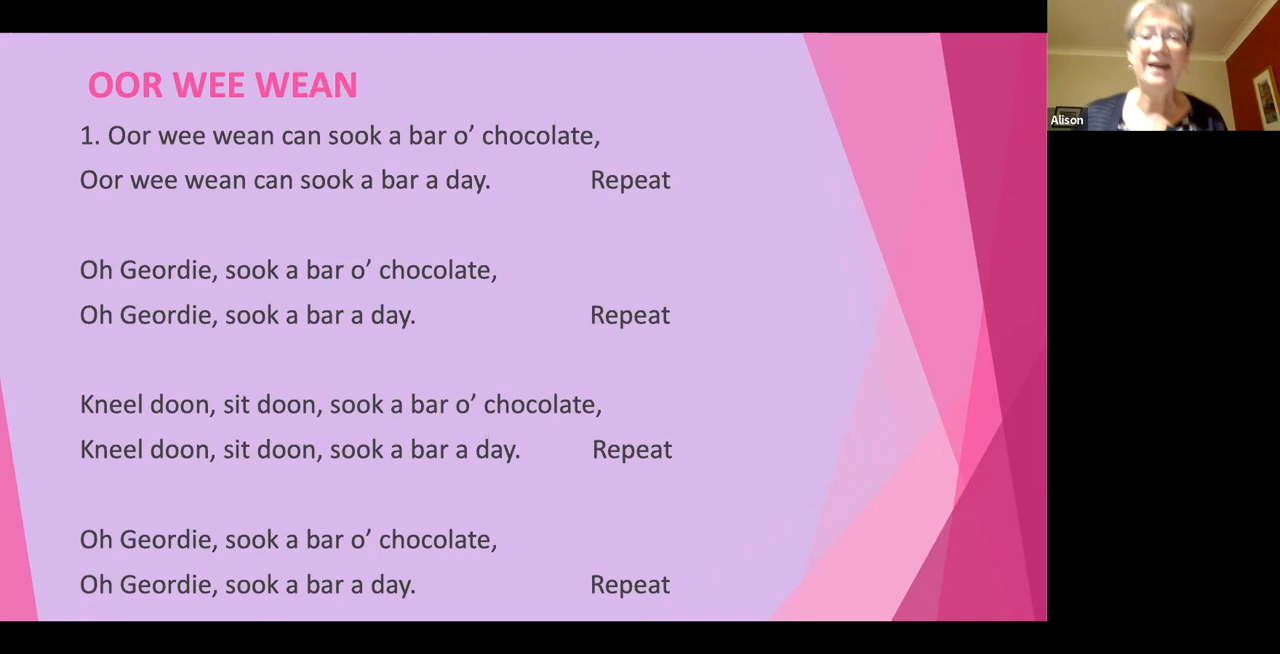 OOR WEE WEAN
1. Oor wee wean can sook a bar o’ chocolate,
Oor wee wean can sook a bar a day. Repeat
Oh Geordie, sook a bar o’ chocolate,
Oh Geordie, sook a bar a day. Repeat
Kneel doon, sit doon, sook a bar o’ chocolate,
Kneel doon, sit doon, sook a bar a day. Repeat
Oh Geordie, sook a bar o’ chocolate,
Oh Geordie, sook a bar a day. Repeat
Alison